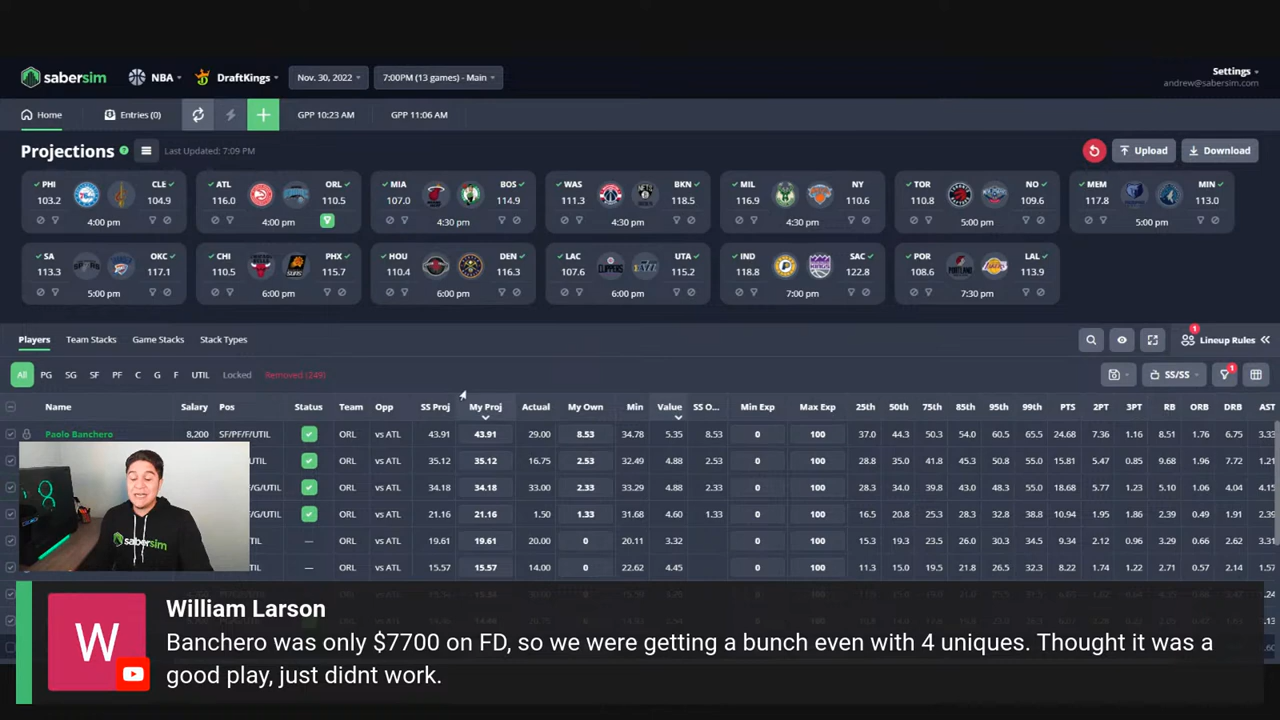 sabersim NBA DraftKings Nov. 30, 2022 7:00PM (13 games) - Main Settings
andrew@sabersim.com
Home Entries (0) + GPP 10:23 AM GPP 11:06 AM
Projections ? Last Updated: 7:09 PM Upload Download
PHI CLE ATL ORL MIA BOS WAS BKN MIL NY TOR NO MEM MIN
103.2 104.9 116.0 110.5 107.0 114.9 111.3 118.5 116.9 110.6 110.8 109.6 117.8 113.0
4:00 pm 4:00 pm 4:30 pm 4:30 pm 4:30 pm 5:00 pm 5:00 pm
SA OKC CHI PHX HOU DEN LAC UTA IND SAC POR LAL
113.3 117.1 110.5 115.7 110.4 116.3 107.6 115.2 118.8 122.8 108.6 113.9
5:00 pm 6:00 pm 6:00 pm 6:00 pm 7:00 pm 7:30 pm
Players Team Stacks Game Stacks Stack Types 1 Lineup Rules
All PG SG SF PF C G F UTIL Locked Removed (249) SS/SS 1
Name Salary Pos Status Team Opp SS Proj My Proj Actual My Own Min Value SS O... Min Exp Max Exp 25th 50th 75th 85th 95th 99th PTS 2PT 3PT RB ORB DRB AST
Paolo Banchero 8,200 SF/PF/F/UTIL ORL vs ATL 43.91 43.91 29.00 8.53 34.78 5.35 8.53 0 100 37.0 44.3 50.3 54.0 60.5 65.5 24.68 7.36 1.16 8.51 1.76 6.75 3.33
UTIL ORL vs ATL 35.12 35.12 16.75 2.53 32.49 4.88 2.53 0 100 28.8 35.0 41.8 45.3 50.8 58.0 15.81 5.47 0.85 9.68 1.96 7.72 1.21
/G/UTIL ORL vs ATL 34.18 34.18 33.00 2.33 33.29 4.88 2.33 0 100 28.3 34.0 39.8 43.0 48.3 55.0 18.68 5.77 1.23 5.10 1.06 4.04 4.15
/G/UTIL ORL vs ATL 21.16 21.16 1.50 1.33 31.68 4.60 1.33 0 100 16.5 20.8 25.3 28.3 32.8 38.8 10.94 1.95 1.86 2.39 0.49 1.91 2.39
UTIL — ORL vs ATL 19.61 19.61 20.00 0 20.11 3.32 0 100 15.3 19.3 23.5 26.0 30.3 34.5 9.34 2.12 0.96 3.29 0.66 2.62 3.31
UTIL — ORL vs ATL 15.57 15.57 14.00 0 22.62 4.45 0 100 11.3 15.0 19.5 21.8 26.5 32.3 8.72 1.22 1.74 2.71 0.57 2.14 0.93
sabersim
W William Larson
Banchero was only $7700 on FD, so we were getting a bunch even with 4 uniques. Thought it was a
good play, just didnt work.